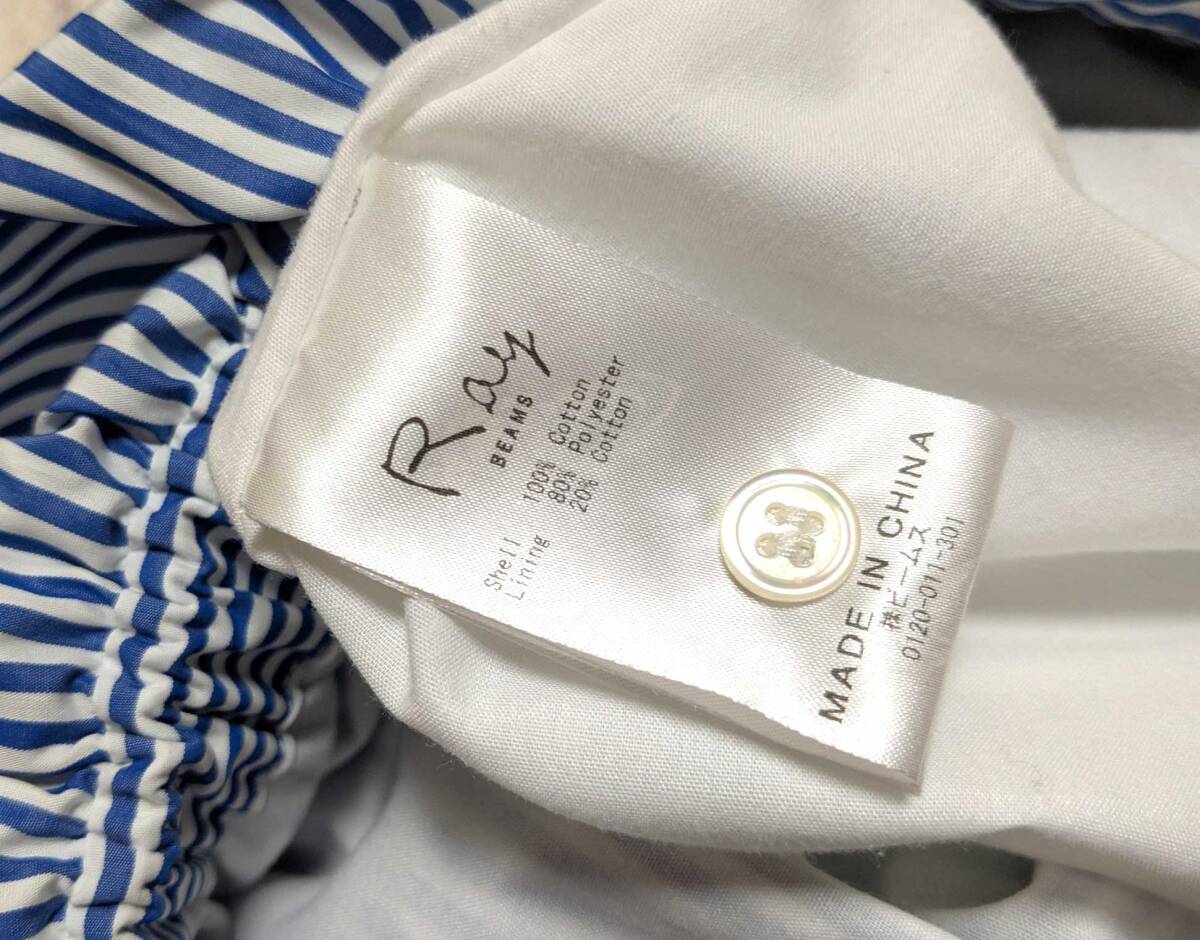 Ray
BEAMS
Shell 100% Cotton
Lining 80% Polyester
20% Cotton
MADE IN CHINA
㈱ビームス
0120-011-301